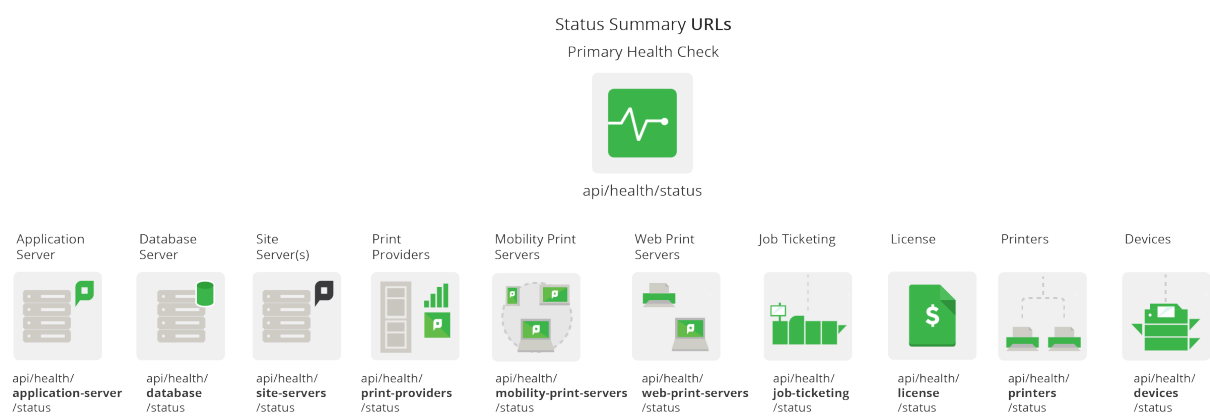 Status Summary URLs
Primary Health Check
api/health/status
Application
Server
Database
Server
Site
Server(s)
Print
Providers
Mobility Print
Servers
Web Print
Servers
Job Ticketing
License
Printers
Devices
$
api/health/
application-server
/status
api/health/
database
/status
api/health/
site-servers
/status
api/health/
print-providers
/status
api/health/
mobility-print-servers
/status
api/health/
web-print-servers
/status
api/health/
job-ticketing
/status
api/health/
license
/status
api/health/
printers
/status
api/health/
devices
/status